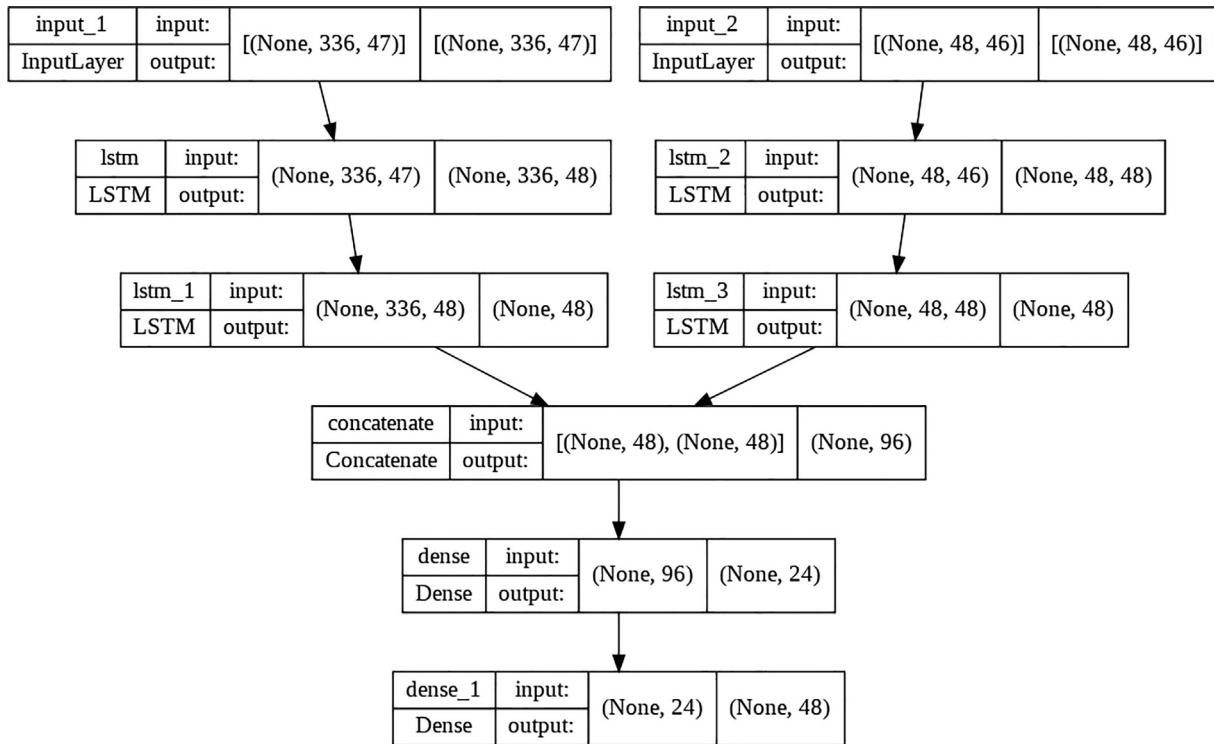 input_1 input: [(None, 336, 47)] [(None, 336, 47)]
InputLayer output:
input_2 input: [(None, 48, 46)] [(None, 48, 46)]
InputLayer output:
lstm input: (None, 336, 47) (None, 336, 48)
LSTM output:
lstm_2 input: (None, 48, 46) (None, 48, 48)
LSTM output:
lstm_1 input: (None, 336, 48) (None, 48)
LSTM output:
lstm_3 input: (None, 48, 48) (None, 48)
LSTM output:
concatenate input: [(None, 48), (None, 48)] (None, 96)
Concatenate output:
dense input: (None, 96) (None, 24)
Dense output:
dense_1 input: (None, 24) (None, 48)
Dense output: